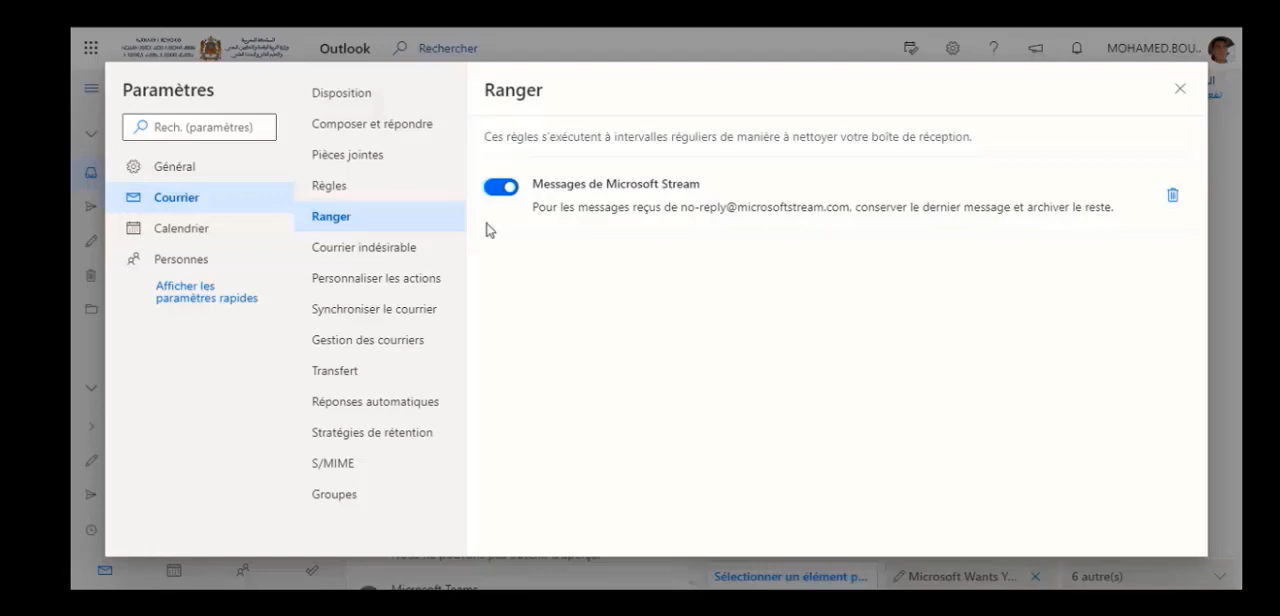 Outlook
Rechercher
MOHAMED.BOU..
Paramètres
Rech. (paramètres)
Général
Courrier
Calendrier
Personnes
Afficher les
paramètres rapides
Disposition
Composer et répondre
Pièces jointes
Règles
Ranger
Courrier indésirable
Personnaliser les actions
Synchroniser le courrier
Gestion des courriers
Transfert
Réponses automatiques
Stratégies de rétention
S/MIME
Groupes
Ranger
Ces règles s'exécutent à intervalles réguliers de manière à nettoyer votre boîte de réception.
Messages de Microsoft Stream
Pour les messages reçus de no-reply@microsoftstream.com, conserver le dernier message et archiver le reste.
Microsoft Teams
Sélectionner un élément p...
Microsoft Wants Y...
6 autre(s)